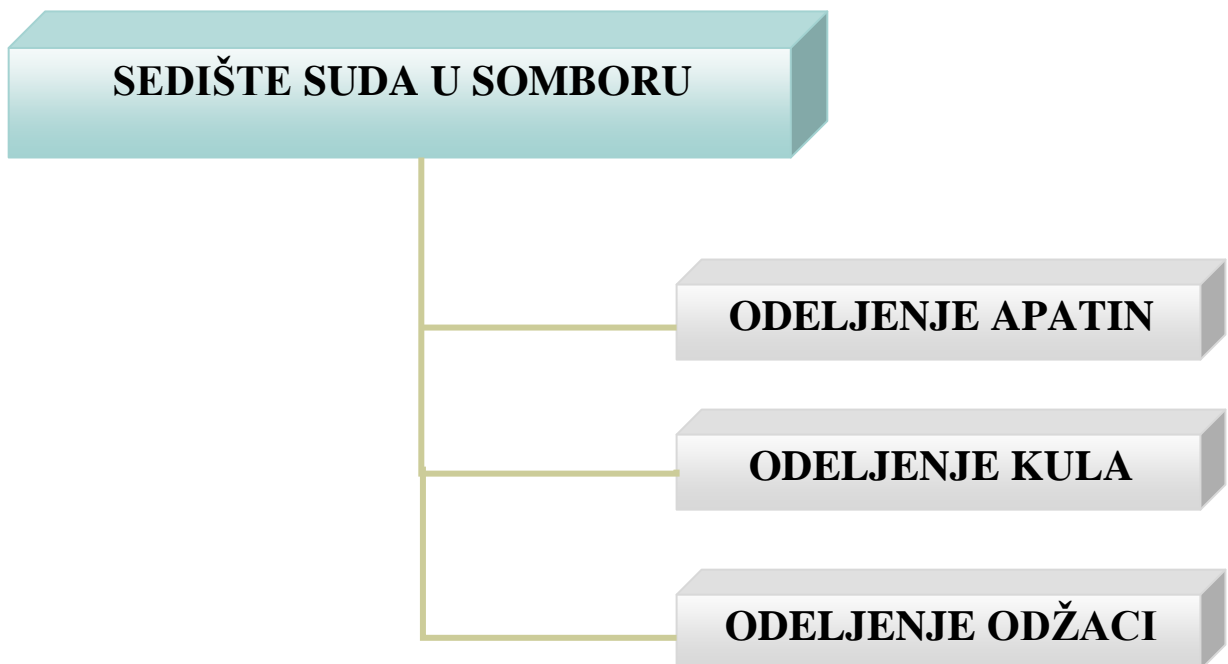 SEDIŠTE SUDA U SOMBORU
ODELJENJE APATIN
ODELJENJE KULA
ODELJENJE ODŽACI